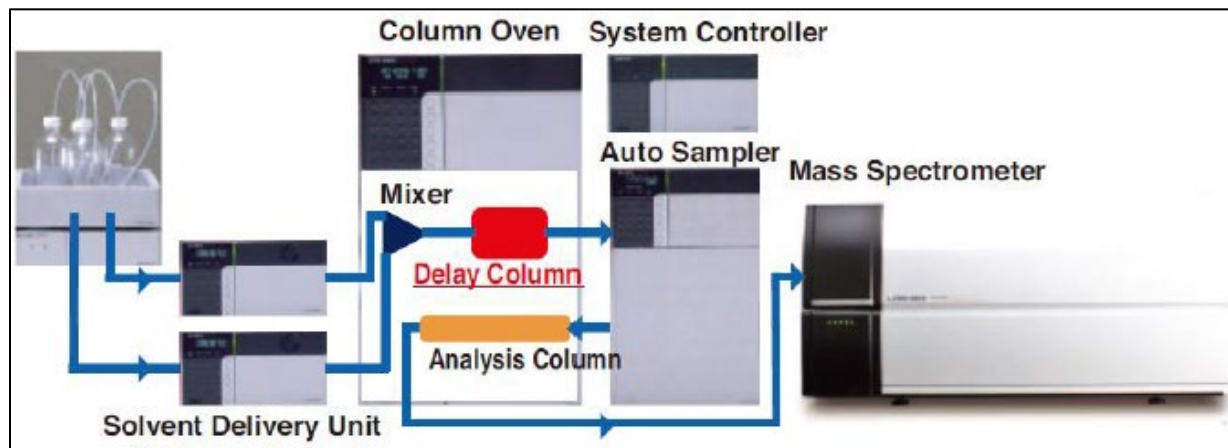 Column Oven
System Controller
Auto Sampler
Mass Spectrometer
Mixer
Delay Column
Analysis Column
Solvent Delivery Unit